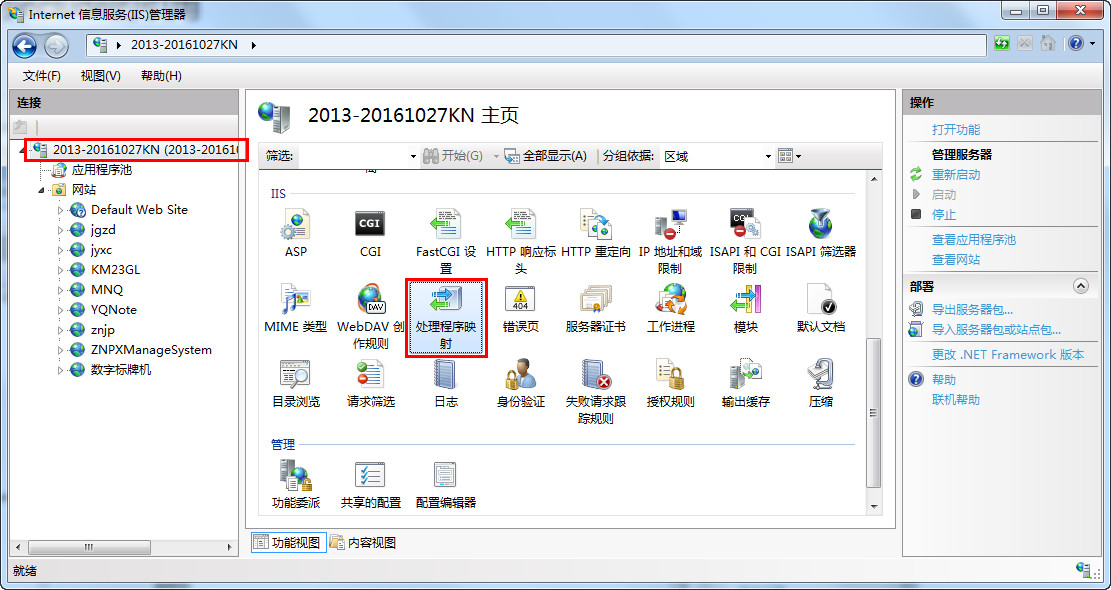 Internet 信息服务(IIS)管理器
2013-20161027KN
文件(F) 视图(V) 帮助(H)
连接
2013-20161027KN (2013-20161
应用程序池
网站
Default Web Site
jgzd
jyxc
KM23GL
MNQ
YQNote
znjp
ZNPXManageSystem
数字标牌机
2013-20161027KN 主页
筛选: 开始(G) 全部显示(A) 分组依据: 区域
IIS
ASP
CGI
CGI
FastCGI 设
置
HTTP 响应标
头
HTTP 重定向
IP 地址和域
限制
CGI
ISAPI 和 CGI
限制
ISAPI 筛选器
MIME 类型
DAV
WebDAV 创
作规则
处理程序映
射
404
错误页
服务器证书
工作进程
模块
默认文档
目录浏览
请求筛选
日志
身份验证
失败请求跟
踪规则
授权规则
输出缓存
压缩
管理
功能委派
共享的配置
配置编辑器
功能视图
内容视图
操作
打开功能
管理服务器
重新启动
启动
停止
查看应用程序池
查看网站
部署
导出服务器包...
导入服务器包或站点包...
更改 .NET Framework 版本
帮助
联机帮助
就绪